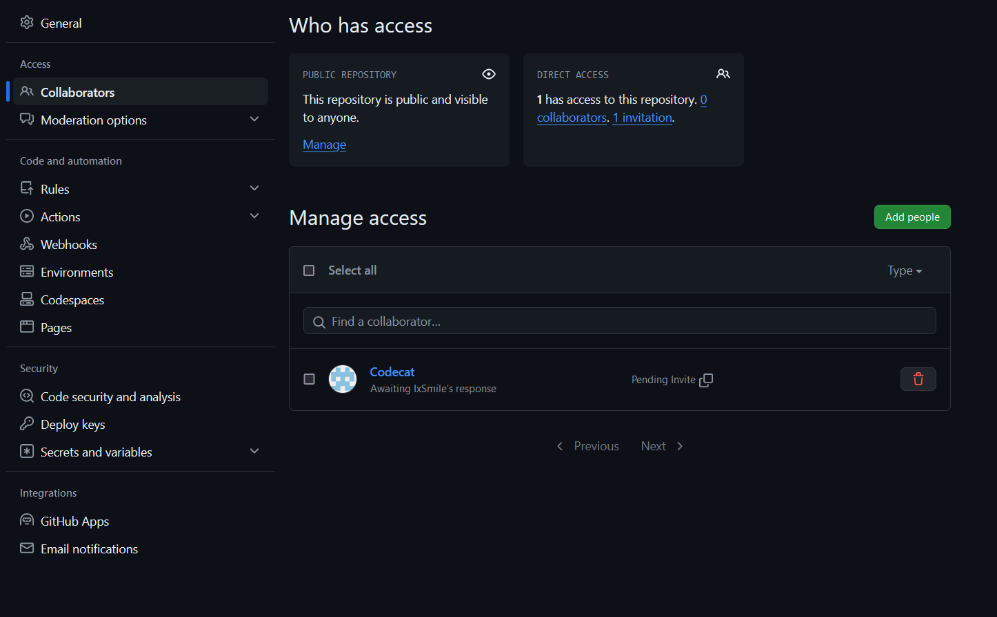 General
Access
Collaborators
Moderation options
Code and automation
Rules
Actions
Webhooks
Environments
Codespaces
Pages
Security
Code security and analysis
Deploy keys
Secrets and variables
Integrations
GitHub Apps
Email notifications
Who has access
PUBLIC REPOSITORY
This repository is public and visible
to anyone.
Manage
DIRECT ACCESS
1 has access to this repository. 0
collaborators. 1 invitation.
Manage access
Add people
Select all
Type
Find a collaborator...
Codecat
Awaiting IxSmile's response
Pending Invite
Previous
Next